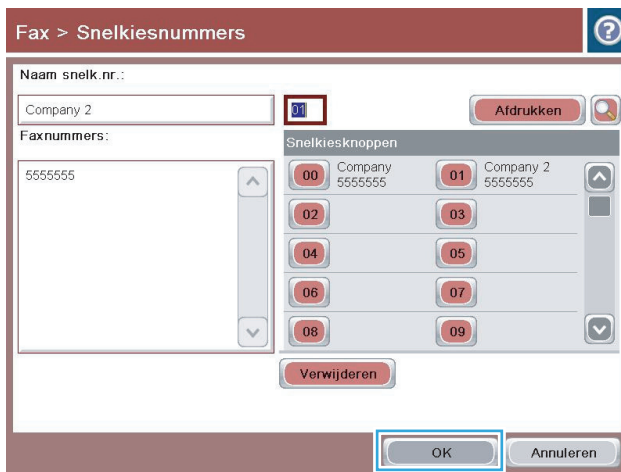 Fax > Snelkiesnummers
?
Naam snelk.nr.:
Company 2
01
Afdrukken
Faxnummers:
5555555
Snelkiesknoppen
00 Company 5555555
01 Company 2 5555555
02
03
04
05
06
07
08
09
Verwijderen
OK
Annuleren